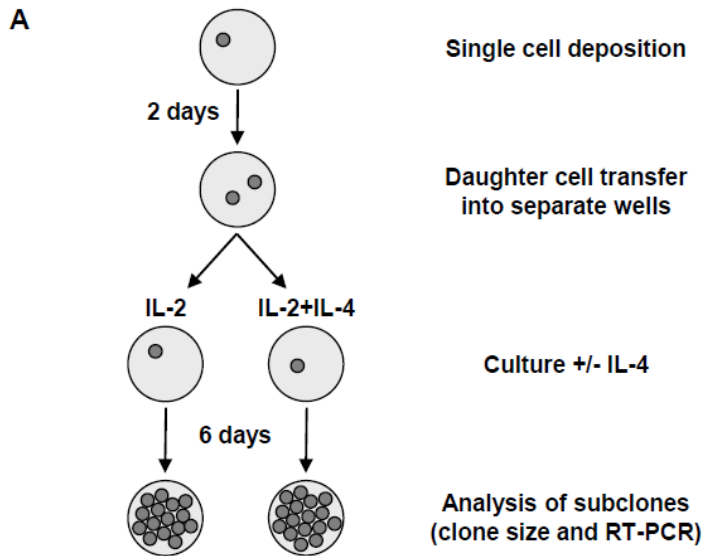 A
Single cell deposition
2 days
Daughter cell transfer
into separate wells
IL-2
IL-2+IL-4
Culture +/- IL-4
6 days
Analysis of subclones
(clone size and RT-PCR)